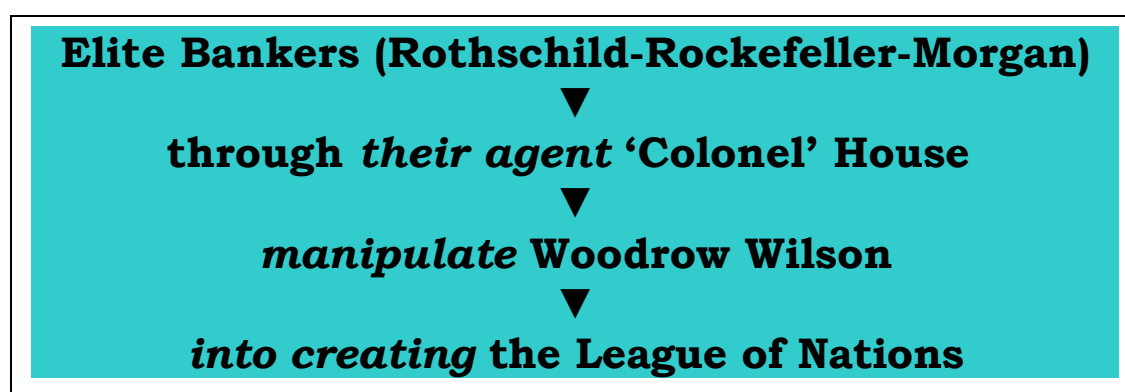 Elite Bankers (Rothschild-Rockefeller-Morgan)
▼
through their agent ‘Colonel’ House
▼
manipulate Woodrow Wilson
▼
into creating the League of Nations